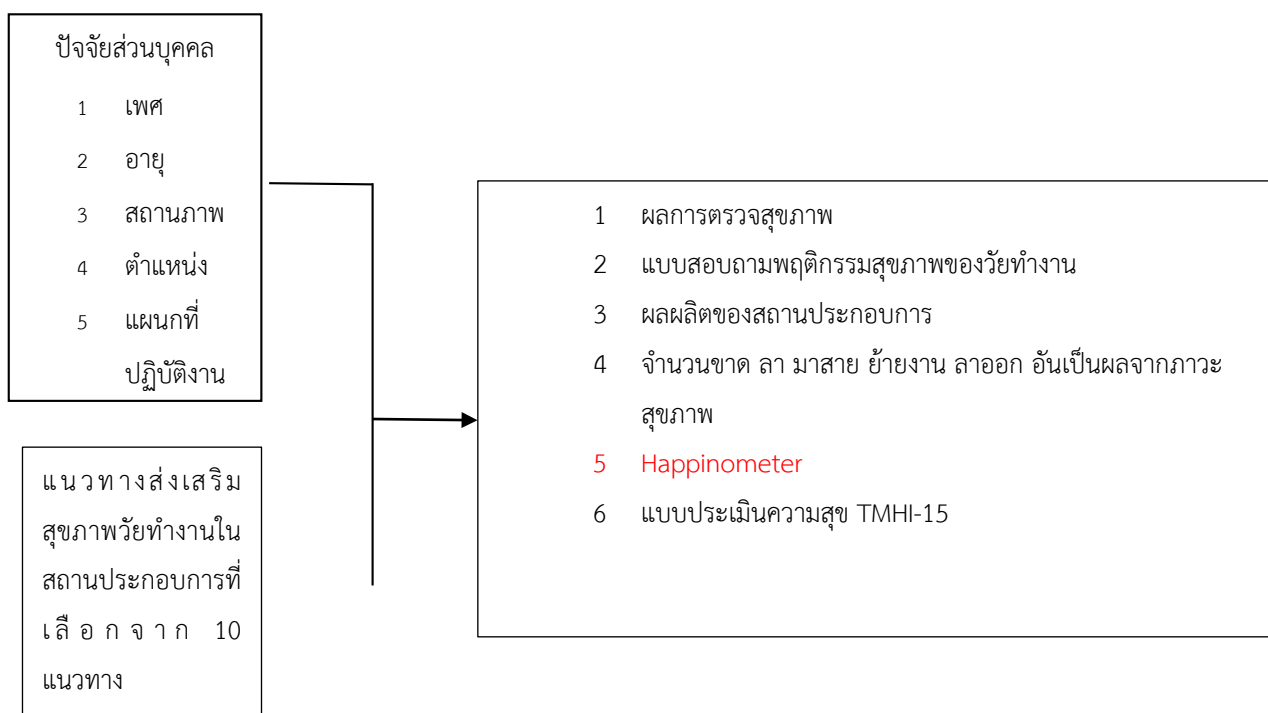 ปัจจัยส่วนบุคคล
1 เพศ
2 อายุ
3 สถานภาพ
4 ตำแหน่ง
5 แผนกที่
ปฏิบัติงาน
แนวทางส่งเสริม
สุขภาพวัยทำงานใน
สถานประกอบการที่
เลือกจาก 10
แนวทาง
1 ผลการตรวจสุขภาพ
2 แบบสอบถามพฤติกรรมสุขภาพของวัยทำงาน
3 ผลผลิตของสถานประกอบการ
4 จำนวนขาด ลา มาสาย ย้ายงาน ลาออก อันเป็นผลจากภาวะ
สุขภาพ
5 Happinometer
6 แบบประเมินความสุข TMHI-15